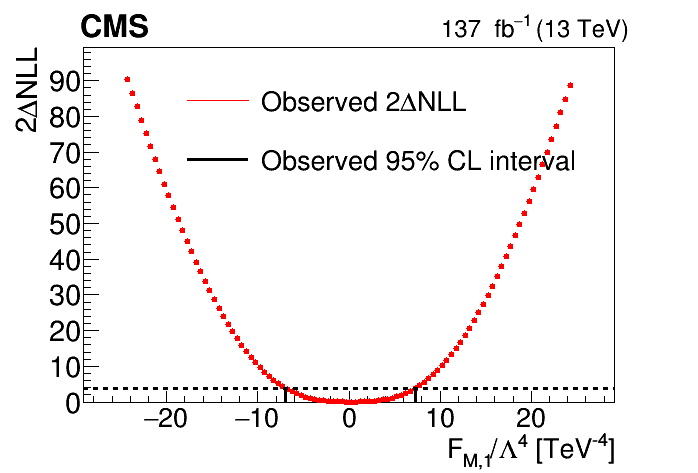 CMS
137 fb⁻¹ (13 TeV)
2ΔNLL
90
80
70
60
50
40
30
20
10
0
Observed 2ΔNLL
Observed 95% CL interval
−20 −10 0 10 20
F_M,1/Λ⁴ [TeV⁻⁴]